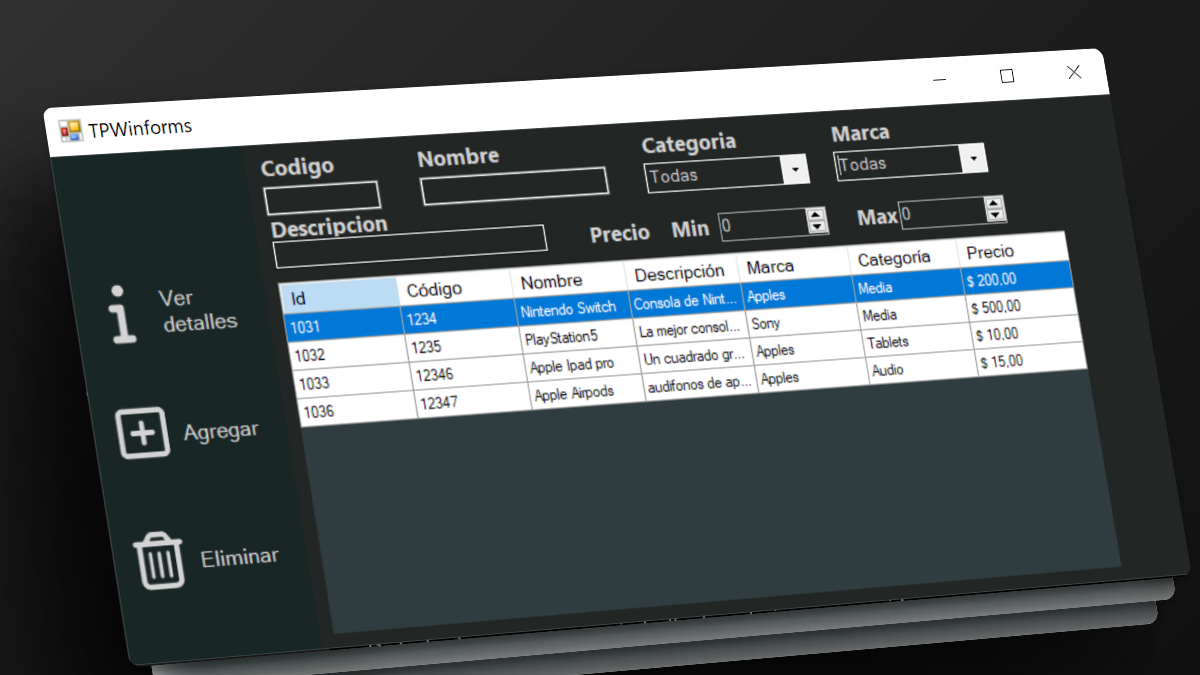 TPWinforms
Codigo
Nombre
Categoria
Marca
Todas
Todas
Descripcion
Precio Min 0 Max 0
Id Código Nombre Descripción Marca Categoría Precio
1031 1234 Nintendo Switch Consola de Nint... Apples Media $ 200,00
1032 1235 PlayStation5 La mejor consol... Sony Media $ 500,00
1033 12346 Apple Ipad pro Un cuadrado gr... Apples Tablets $ 10,00
1036 12347 Apple Airpods audifonos de ap... Apples Audio $ 15,00
Ver
detalles
Agregar
Eliminar